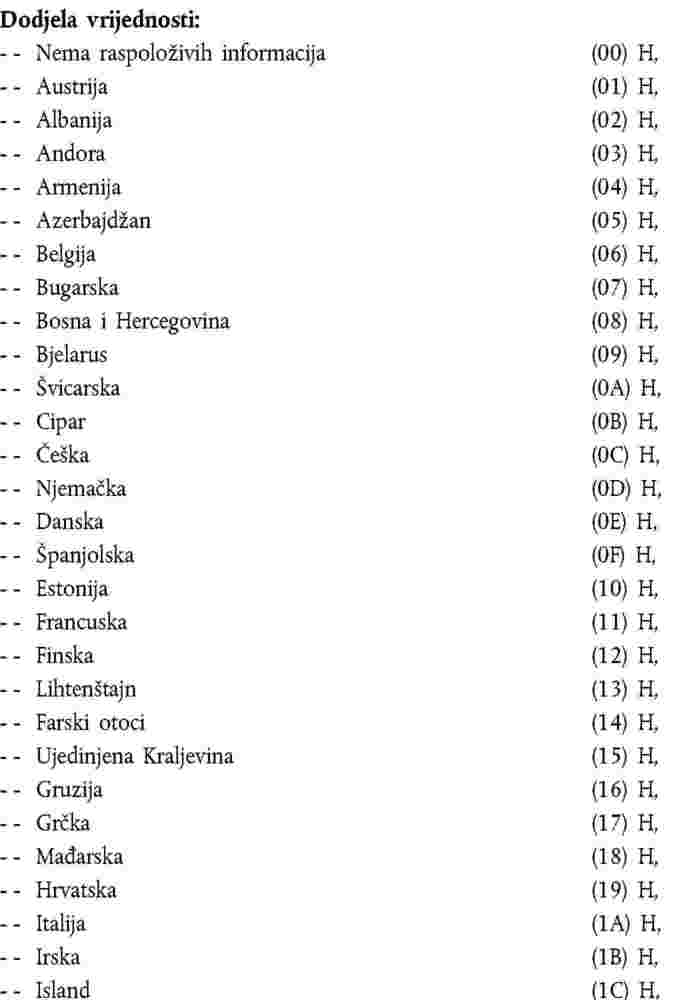 Dodjela vrijednosti:
- - Nema raspoloživih informacija (00) H,
- - Austrija (01) H,
- - Albanija (02) H,
- - Andora (03) H,
- - Armenija (04) H,
- - Azerbajdžan (05) H,
- - Belgija (06) H,
- - Bugarska (07) H,
- - Bosna i Hercegovina (08) H,
- - Bjelarus (09) H,
- - Švicarska (0A) H,
- - Cipar (0B) H,
- - Češka (0C) H,
- - Njemačka (0D) H,
- - Danska (0E) H,
- - Španjolska (0F) H,
- - Estonija (10) H,
- - Francuska (11) H,
- - Finska (12) H,
- - Lihtenštajn (13) H,
- - Farski otoci (14) H,
- - Ujedinjena Kraljevina (15) H,
- - Gruzija (16) H,
- - Grčka (17) H,
- - Mađarska (18) H,
- - Hrvatska (19) H,
- - Italija (1A) H,
- - Irska (1B) H,
- - Island (1C) H,